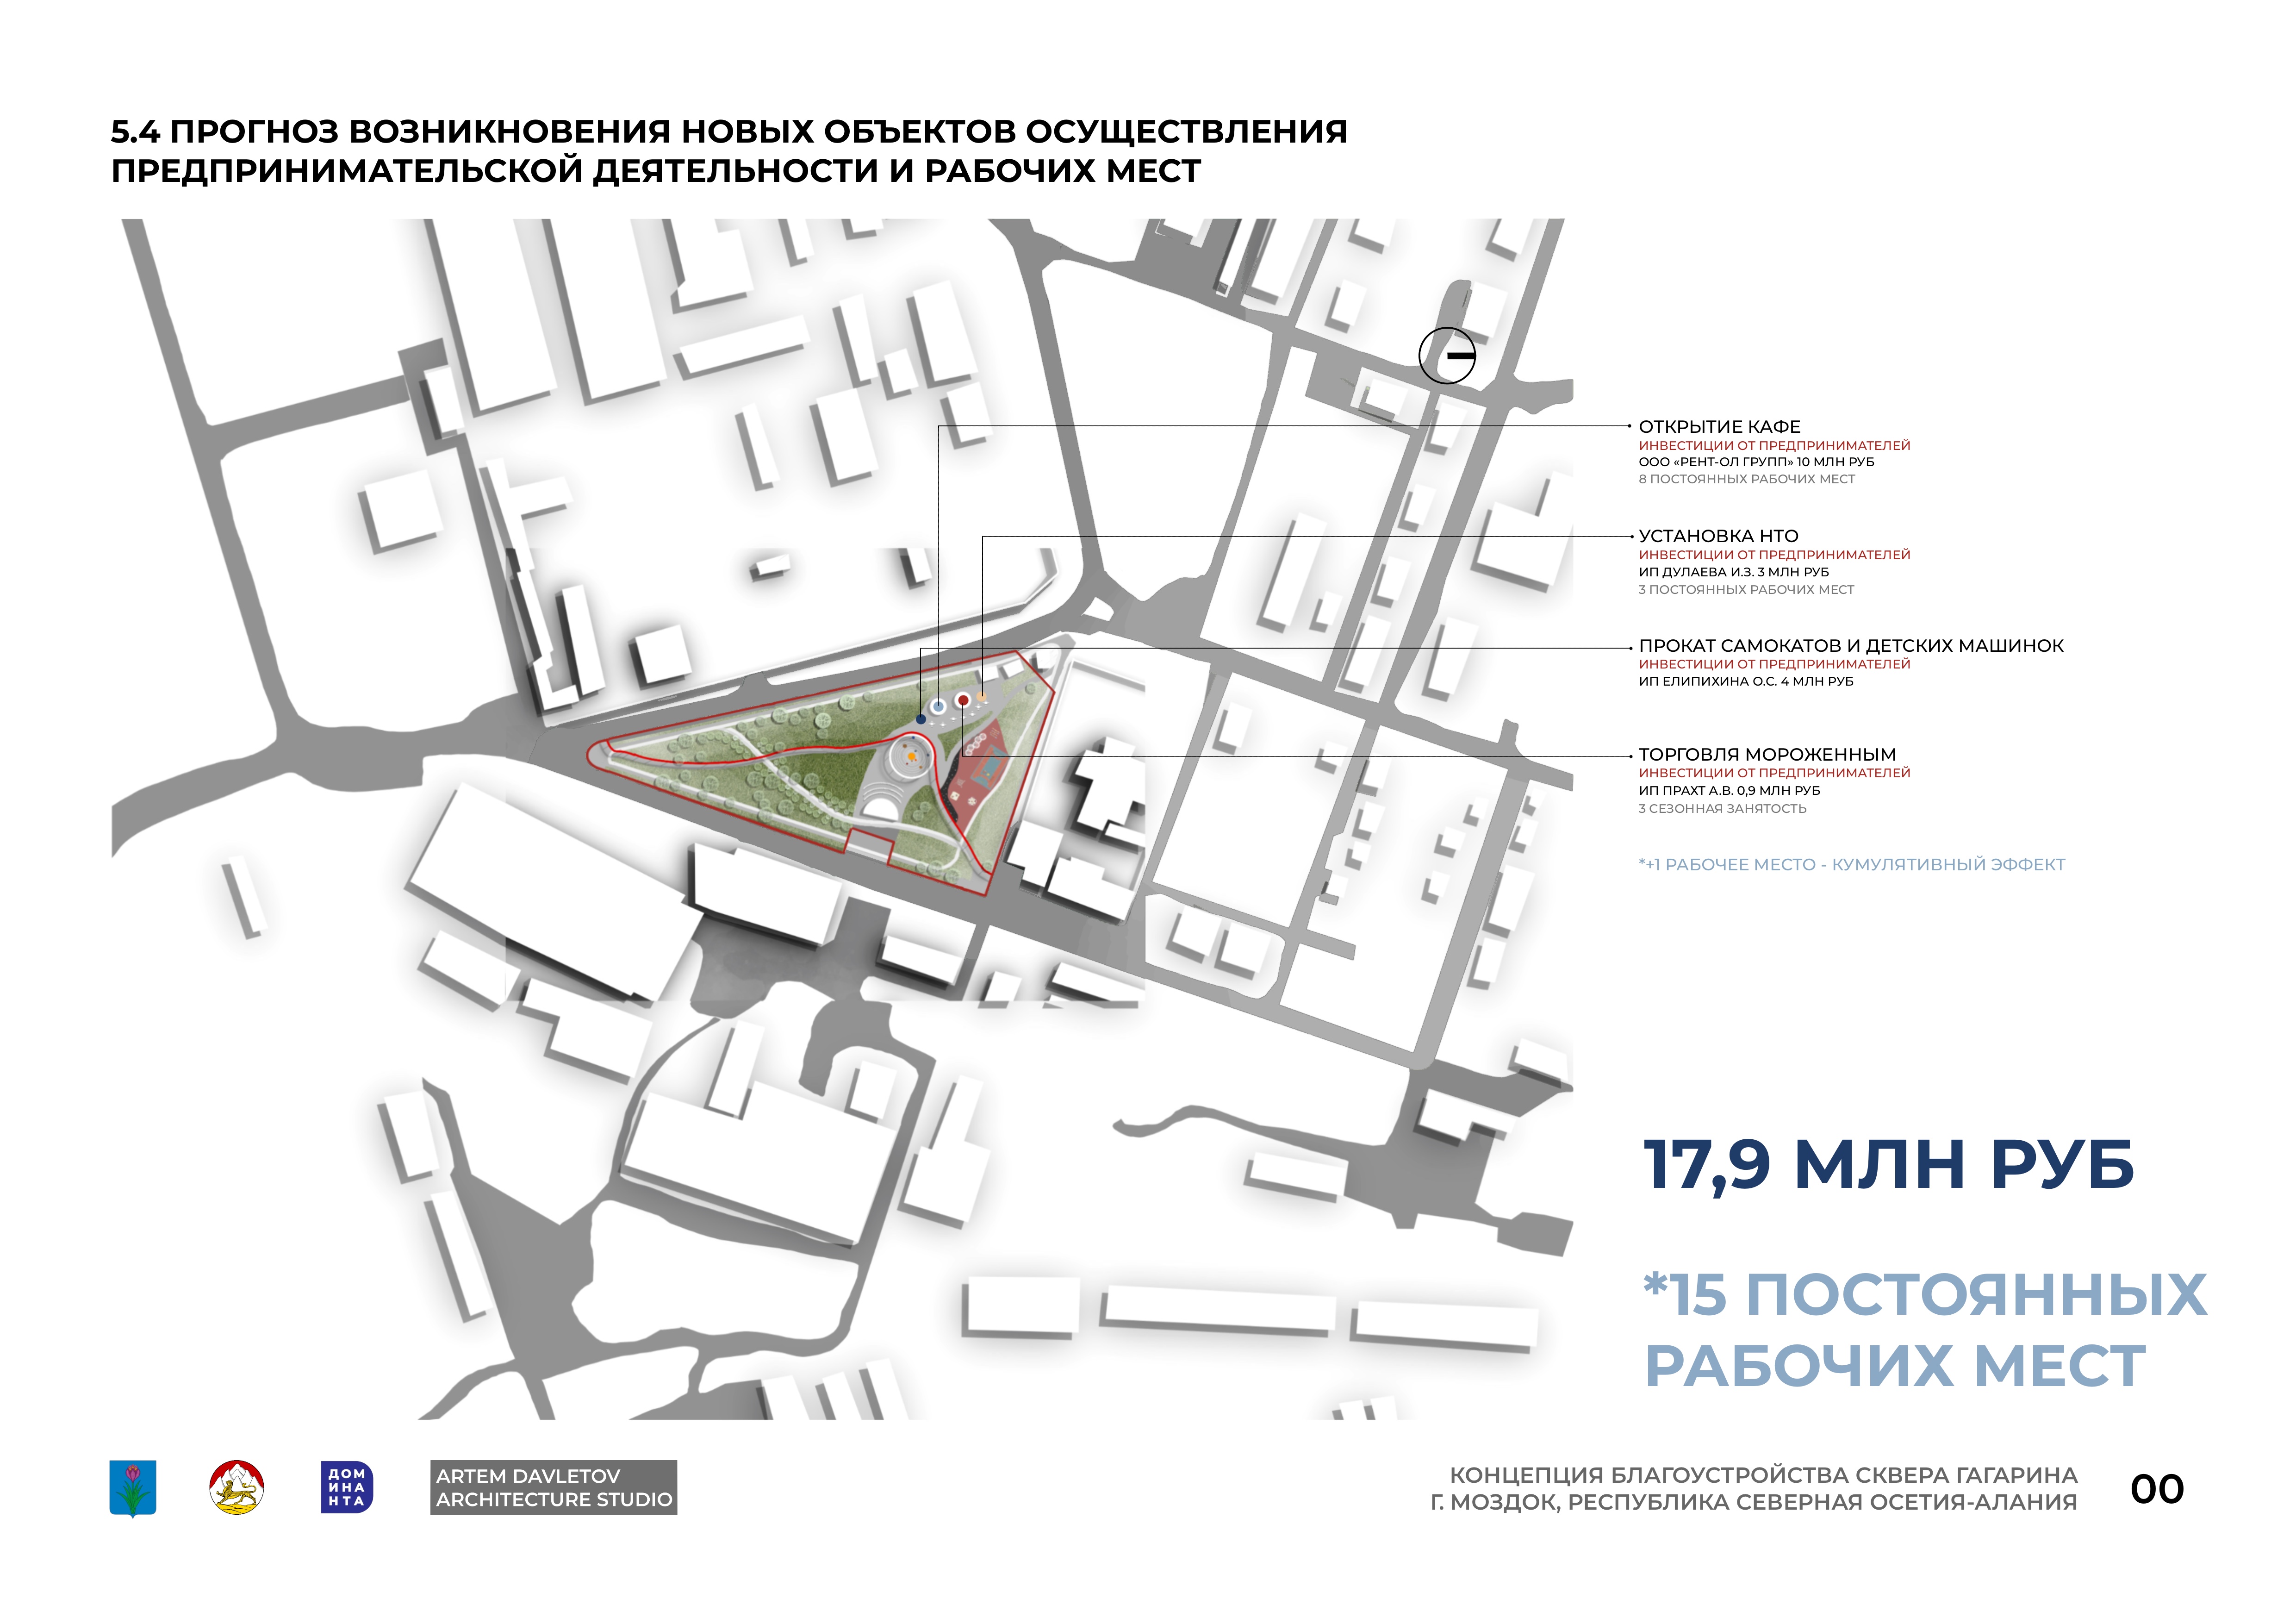 5.4 ПРОГНОЗ ВОЗНИКНОВЕНИЯ НОВЫХ ОБЪЕКТОВ ОСУЩЕСТВЛЕНИЯ
ПРЕДПРИНИМАТЕЛЬСКОЙ ДЕЯТЕЛЬНОСТИ И РАБОЧИХ МЕСТ
ОТКРЫТИЕ КАФЕ
ИНВЕСТИЦИИ ОТ ПРЕДПРИНИМАТЕЛЕЙ
ООО «РЕНТ-ОЛ ГРУПП» 10 МЛН РУБ
8 ПОСТОЯННЫХ РАБОЧИХ МЕСТ
УСТАНОВКА НТО
ИНВЕСТИЦИИ ОТ ПРЕДПРИНИМАТЕЛЕЙ
ИП ДУЛАЕВА И.З. 3 МЛН РУБ
3 ПОСТОЯННЫХ РАБОЧИХ МЕСТ
ПРОКАТ САМОКАТОВ И ДЕТСКИХ МАШИНОК
ИНВЕСТИЦИИ ОТ ПРЕДПРИНИМАТЕЛЕЙ
ИП ЕЛИПИХИНА О.С. 4 МЛН РУБ
ТОРГОВЛЯ МОРОЖЕННЫМ
ИНВЕСТИЦИИ ОТ ПРЕДПРИНИМАТЕЛЕЙ
ИП ПРАХТ А.В. 0,9 МЛН РУБ
3 СЕЗОННАЯ ЗАНЯТОСТЬ
*+1 РАБОЧЕЕ МЕСТО - КУМУЛЯТИВНЫЙ ЭФФЕКТ
17,9 МЛН РУБ
*15 ПОСТОЯННЫХ
РАБОЧИХ МЕСТ
ДОМ
ИНА
НТА
ARTEM DAVLETOV
ARCHITECTURE STUDIO
КОНЦЕПЦИЯ БЛАГОУСТРОЙСТВА СКВЕРА ГАГАРИНА
Г. МОЗДОК, РЕСПУБЛИКА СЕВЕРНАЯ ОСЕТИЯ-АЛАНИЯ
00